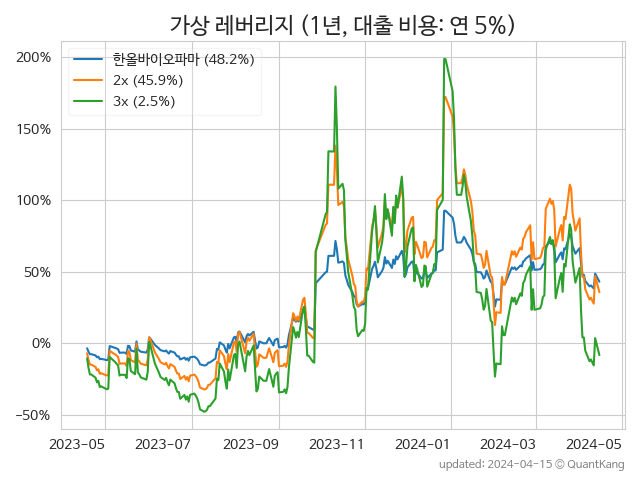 가상 레버리지 (1년, 대출 비용: 연 5%)
한올바이오파마 (48.2%)
2x (45.9%)
3x (2.5%)
200%
150%
100%
50%
0%
−50%
2023-05 2023-07 2023-09 2023-11 2024-01 2024-03 2024-05
updated: 2024-04-15 © QuantKang